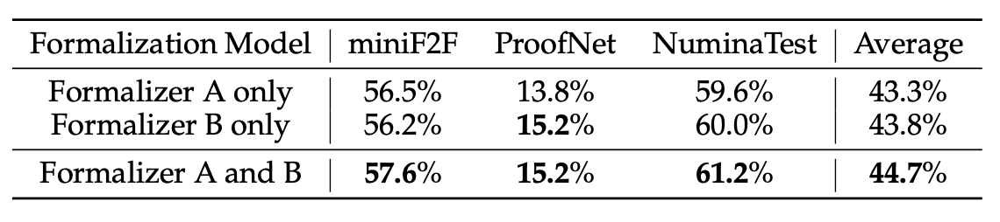 Formalization Model miniF2F ProofNet NuminaTest Average
Formalizer A only 56.5% 13.8% 59.6% 43.3%
Formalizer B only 56.2% 15.2% 60.0% 43.8%
Formalizer A and B 57.6% 15.2% 61.2% 44.7%